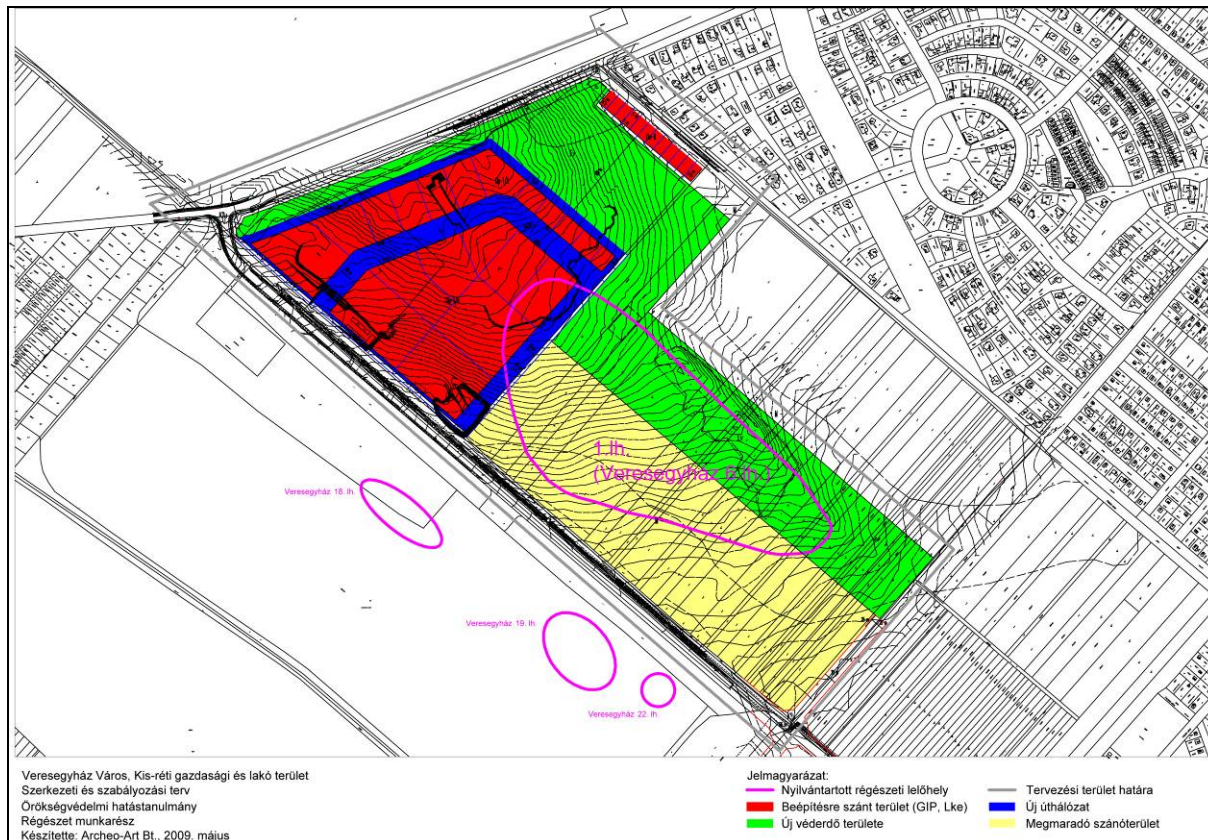 1.lh.
(Veresegyház 6.lh.)
Veresegyház 18. lh.
Veresegyház 19. lh.
Veresegyház 22. lh.
Veresegyház Város, Kis-réti gazdasági és lakó terület
Szerkezeti és szabályozási terv
Örökségvédelmi hatástanulmány
Régészet munkarész
Készítette: Archeo-Art Bt., 2009. május
Jelmagyarázat:
Nyilvántartott régészeti lelőhely
Beépítésre szánt terület (GIP, Lke)
Új véderdő területe
Tervezési terület határa
Új úthálózat
Megmaradó szánóterület